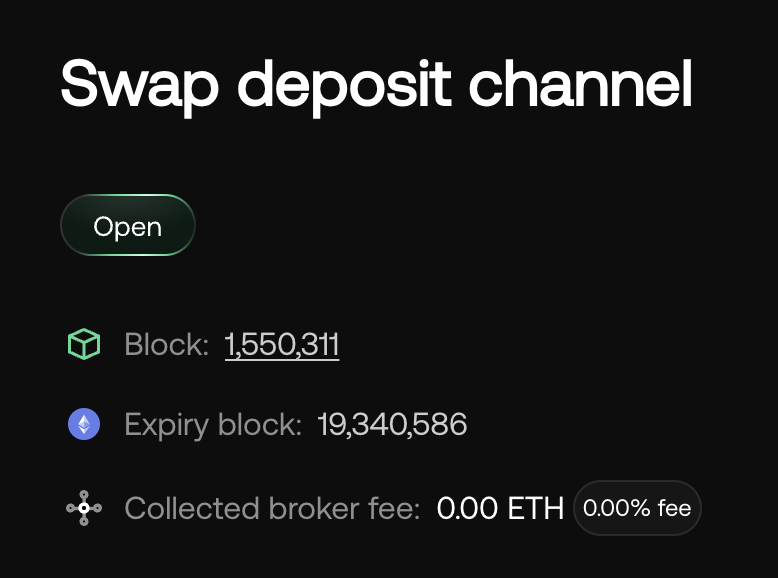 Swap deposit channel
Open
Block: 1,550,311
Expiry block: 19,340,586
Collected broker fee: 0.00 ETH 0.00% fee